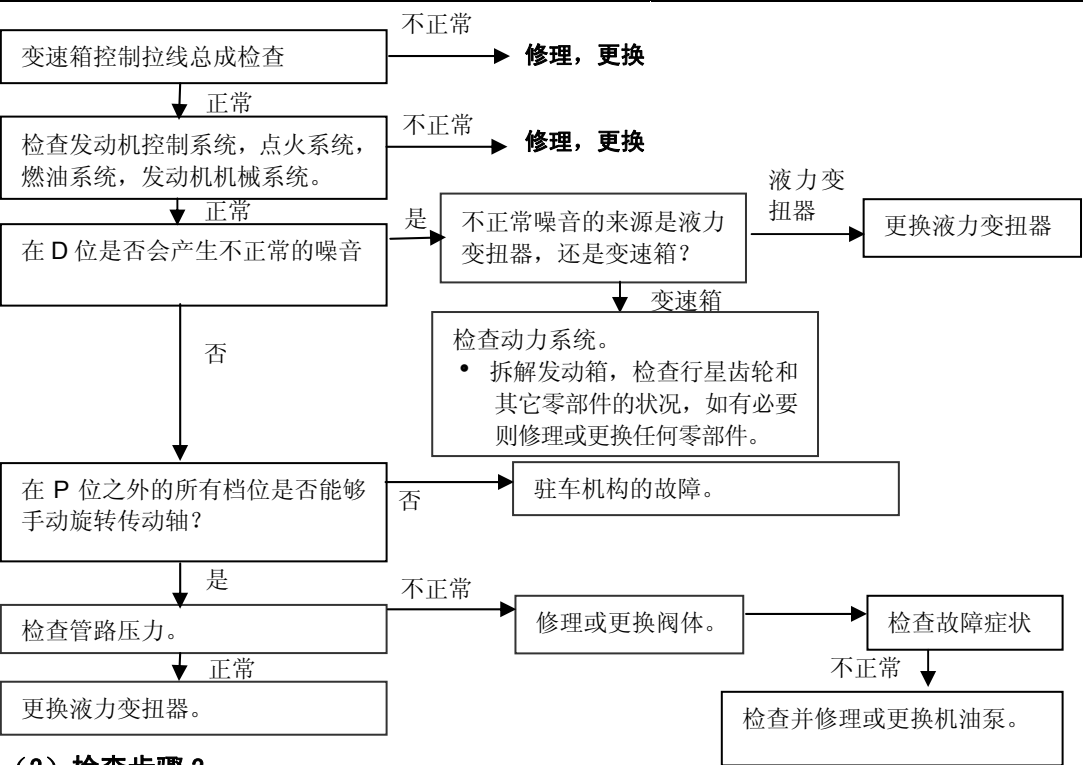 不正常
变速箱控制拉线总成检查
修理，更换
正常
不正常
检查发动机控制系统，点火系统，
燃油系统，发动机机械系统。
修理，更换
正常
在 D 位是否会产生不正常的噪音
是
不正常噪音的来源是液力
变扭器，还是变速箱？
液力变
扭器
更换液力变扭器
变速箱
检查动力系统。
• 拆解发动箱，检查行星齿轮和
其它零部件的状况，如有必要
则修理或更换任何零部件。
否
在 P 位之外的所有档位是否能够
手动旋转传动轴？
否
驻车机构的故障。
是
不正常
检查管路压力。
修理或更换阀体。
检查故障症状
正常
不正常
更换液力变扭器。
检查并修理或更换机油泵。
（2）检查步骤 2